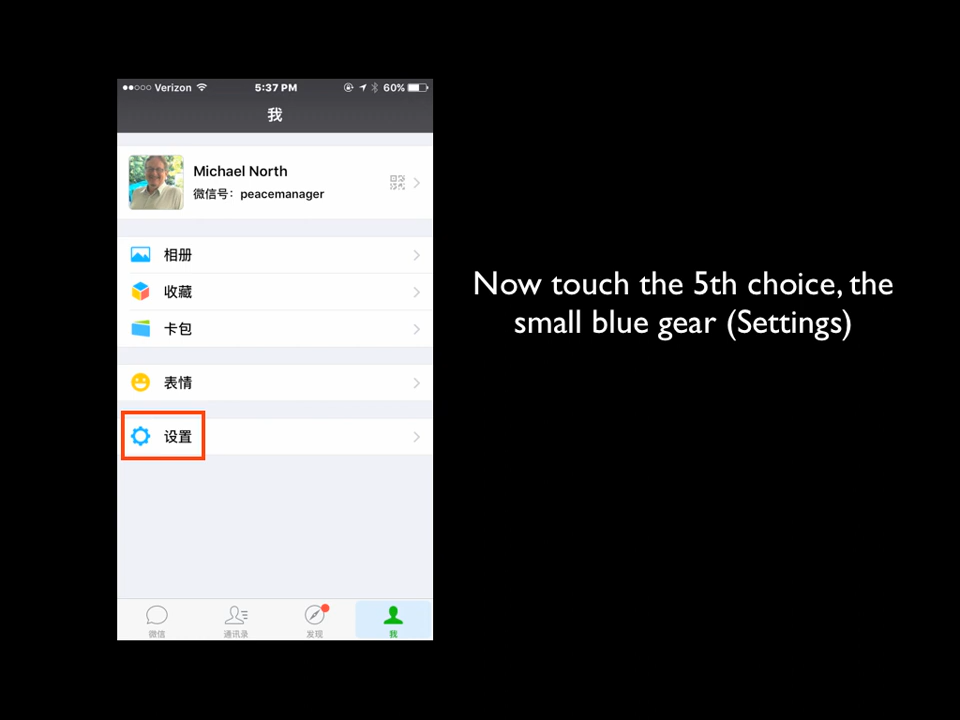 Verizon 5:37 PM 60%
我
Michael North
微信号: peacemanager
相册
收藏
卡包
表情
设置
微信 通讯录 发现 我
Now touch the 5th choice, the
small blue gear (Settings)